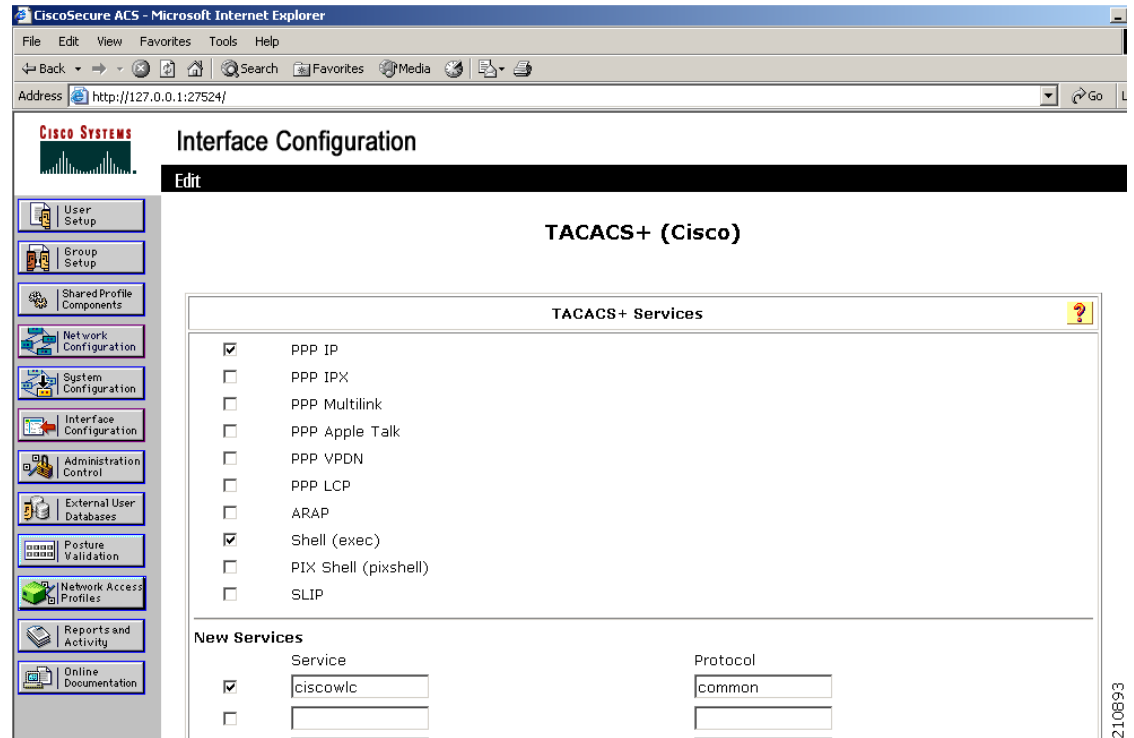 CiscoSecure ACS - Microsoft Internet Explorer
File Edit View Favorites Tools Help
Back Search Favorites Media
Address http://127.0.0.1:27524/ Go L
CISCO SYSTEMS
Interface Configuration
Edit
User Setup
Group Setup
Shared Profile Components
Network Configuration
System Configuration
Interface Configuration
Administration Control
External User Databases
Posture Validation
Network Access Profiles
Reports and Activity
Online Documentation
TACACS+ (Cisco)
TACACS+ Services ?
PPP IP
PPP IPX
PPP Multilink
PPP Apple Talk
PPP VPDN
PPP LCP
ARAP
Shell (exec)
PIX Shell (pixshell)
SLIP
New Services
Service Protocol
ciscowlc common
210893